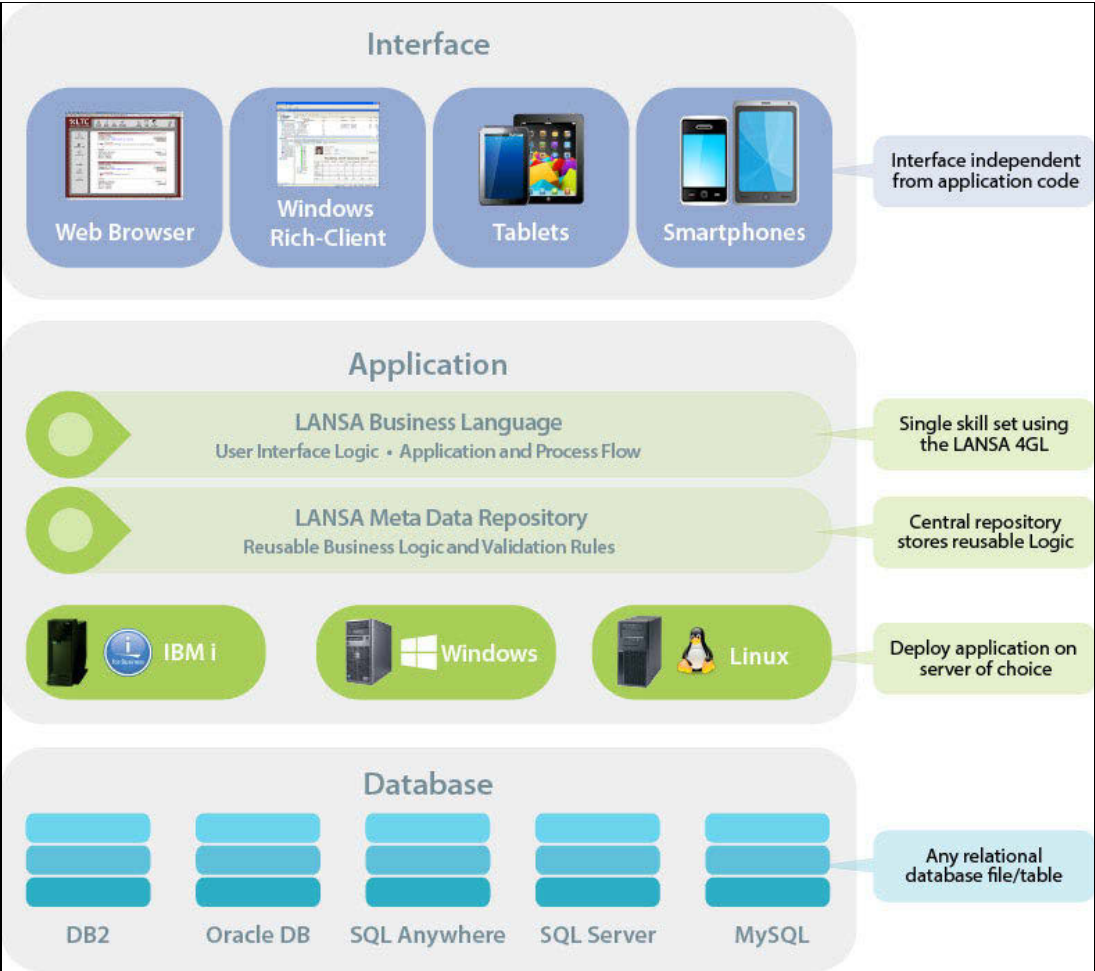 Interface
Web Browser
Windows
Rich-Client
Tablets
Smartphones
Interface independent
from application code
Application
LANSA Business Language
User Interface Logic • Application and Process Flow
Single skill set using
the LANSA 4GL
LANSA Meta Data Repository
Reusable Business Logic and Validation Rules
Central repository
stores reusable Logic
i
for Business
IBM i
Windows
Linux
Deploy application on
server of choice
Database
Any relational
database file/table
DB2
Oracle DB
SQL Anywhere
SQL Server
MySQL